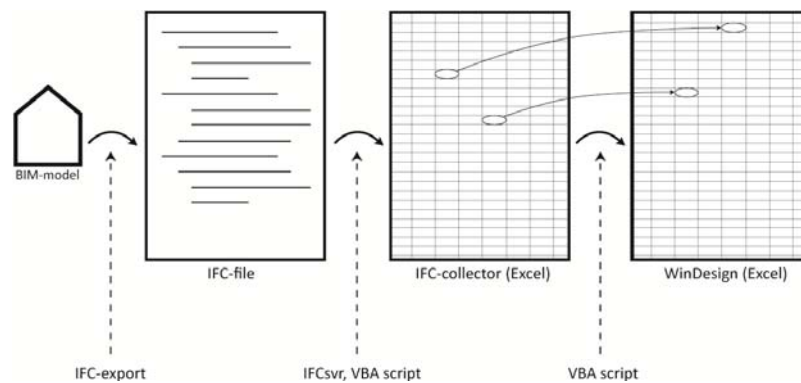 BIM-model
IFC-file
IFC-collector (Excel)
WinDesign (Excel)
IFC-export
IFCsvr, VBA script
VBA script